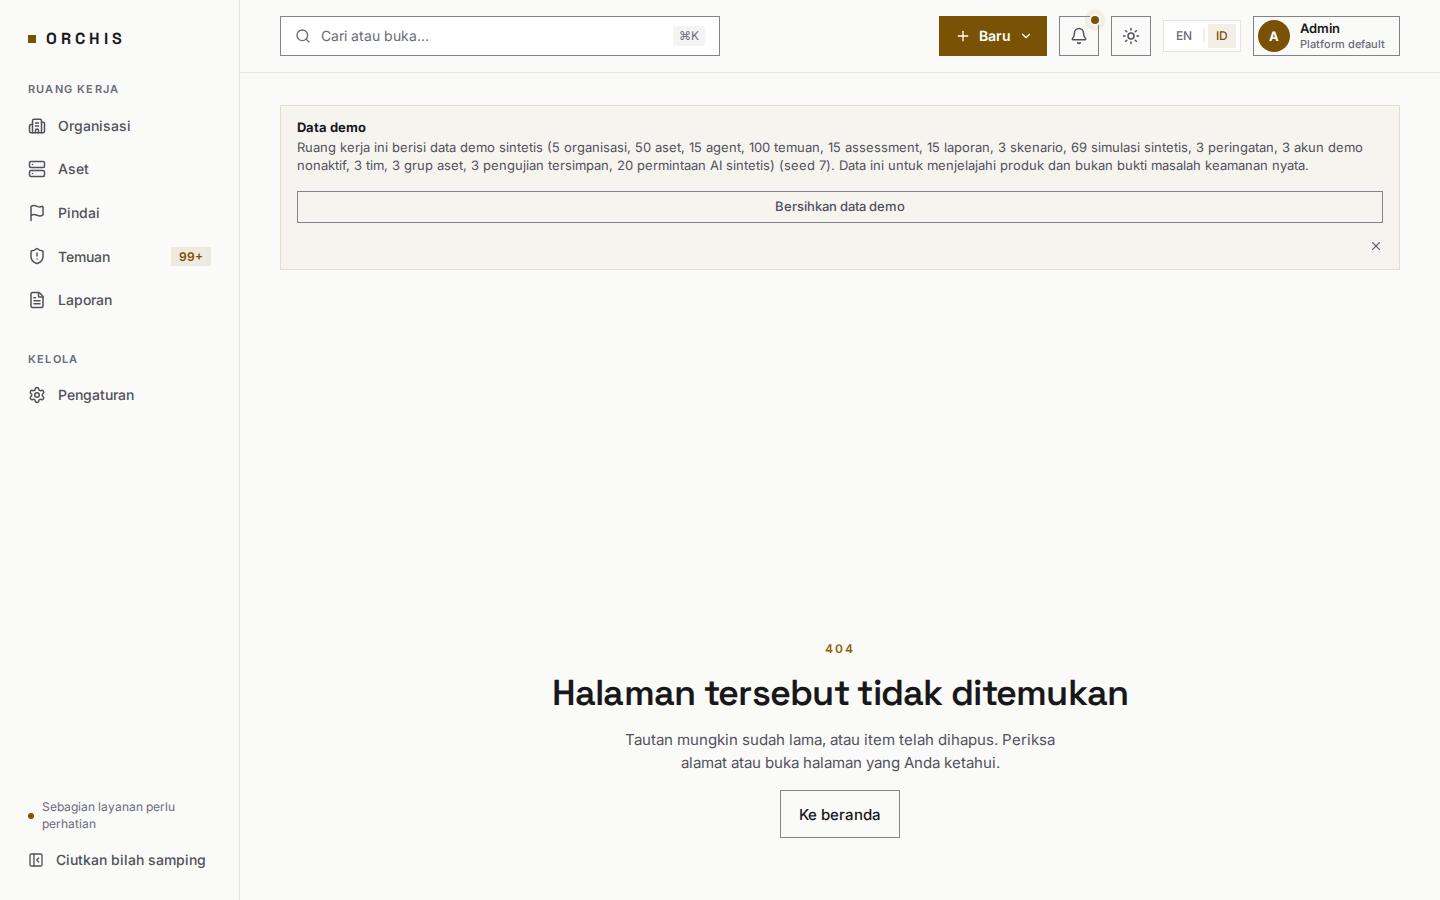 ORCHIS
RUANG KERJA
Organisasi
Aset
Pindai
Temuan
99+
Laporan
KELOLA
Pengaturan
Sebagian layanan perlu
perhatian
Ciutkan bilah samping
Cari atau buka...
⌘K
Baru
EN
ID
A
Admin
Platform default
Data demo
Ruang kerja ini berisi data demo sintetis (5 organisasi, 50 aset, 15 agent, 100 temuan, 15 assessment, 15 laporan, 3 skenario, 69 simulasi sintetis, 3 peringatan, 3 akun demo
nonaktif, 3 tim, 3 grup aset, 3 pengujian tersimpan, 20 permintaan AI sintetis) (seed 7). Data ini untuk menjelajahi produk dan bukan bukti masalah keamanan nyata.
Bersihkan data demo
404
Halaman tersebut tidak ditemukan
Tautan mungkin sudah lama, atau item telah dihapus. Periksa
alamat atau buka halaman yang Anda ketahui.
Ke beranda